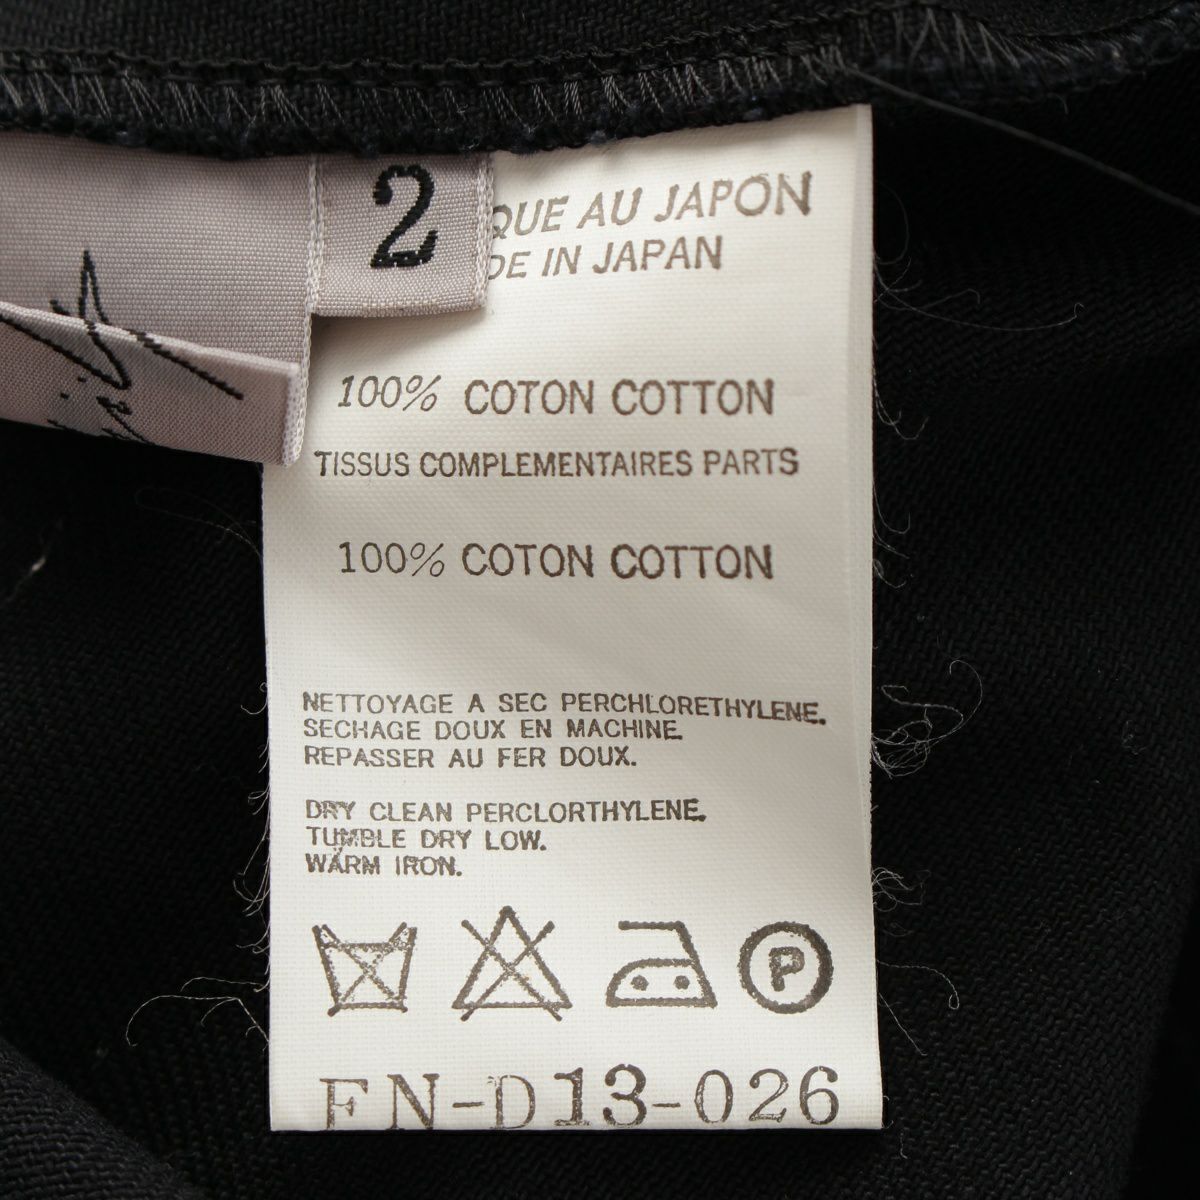 2
QUE AU JAPON
DE IN JAPAN
100% COTON COTTON
TISSUS COMPLEMENTAIRES PARTS
100% COTON COTTON
NETTOYAGE A SEC PERCHLORETHYLENE.
SECHAGE DOUX EN MACHINE.
REPASSER AU FER DOUX.
DRY CLEAN PERCLORTHYLENE.
TUMBLE DRY LOW.
WARM IRON.
P
FN-D13-026